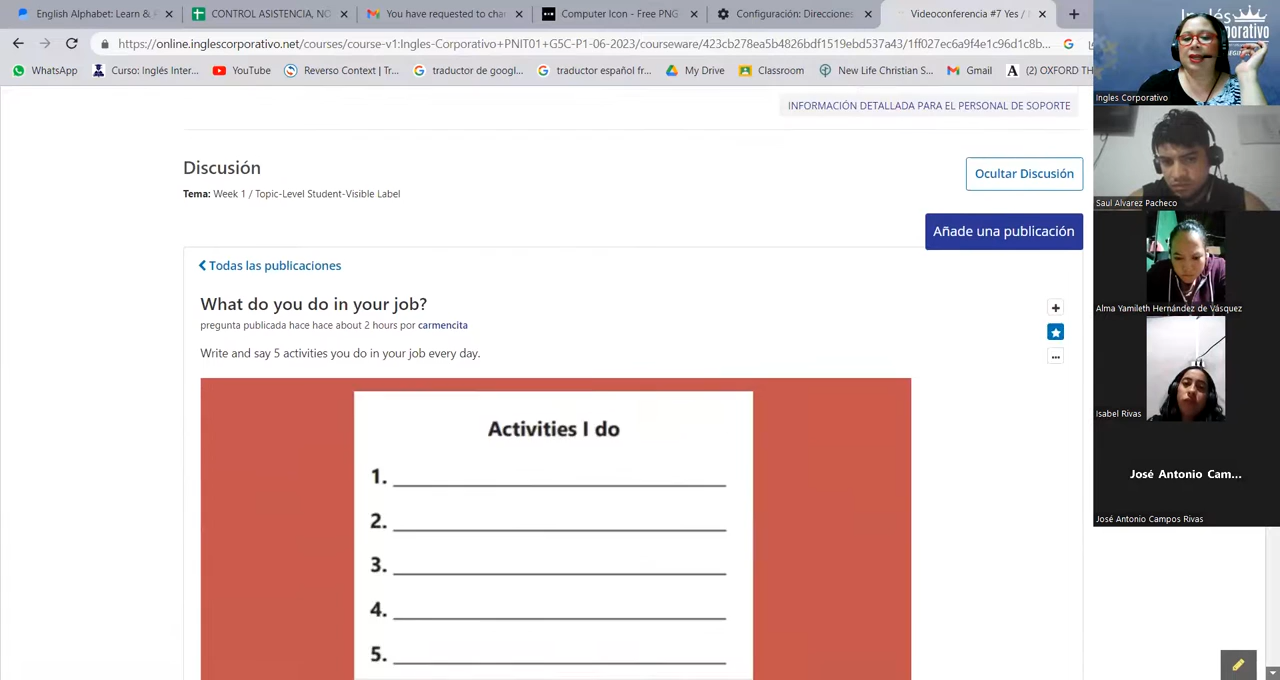 English Alphabet: Learn & P
CONTROL ASISTENCIA, NO
You have requested to cha
Computer Icon - Free PNG
Configuración: Direcciones
Videoconferencia #7 Yes / N
https://online.inglescorporativo.net/courses/course-v1:Ingles-Corporativo+
+G5C-P1-06-2023/courseware/423cb278ea5b4826bdf1519ebd537a43/1ff027ec6a9f4e1c96d1c8b...
WhatsApp
Curso: Inglés Inter...
YouTube
Reverso Context | Tr...
traductor de googl...
traductor español fr...
My Drive
Classroom
New Life Christian S...
Gmail
(2) OXFORD TH
INFORMACIÓN DETALLADA PARA EL PERSONAL DE SOPORTE
Discusión
Tema: Week 1 / Topic-Level Student-Visible Label
Ocultar Discusión
Añade una publicación
Todas las publicaciones
What do you do in your job?
pregunta publicada hace hace about 2 hours por carmencita
Write and say 5 activities you do in your job every day.
Activities I do
1.
2.
3.
4.
5.
Ingles Corporativo
Saul Alvarez Pacheco
Alma Yamileth Hernández de Vásquez
Isabel Rivas
José Antonio Cam...
José Antonio Campos Rivas